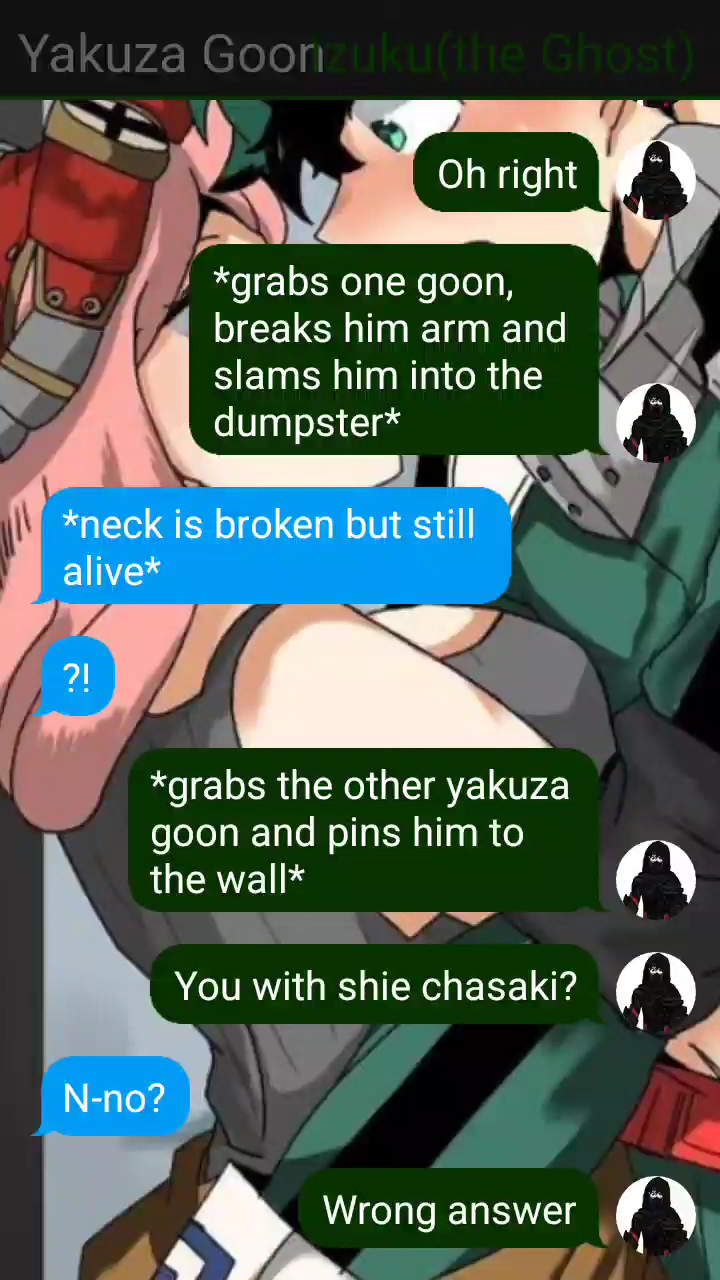 Yakuza Goon Izuku(the Ghost)
Oh right
*grabs one goon,
breaks him arm and
slams him into the
dumpster*
*neck is broken but still
alive*
?!
*grabs the other yakuza
goon and pins him to
the wall*
You with shie chasaki?
N-no?
Wrong answer